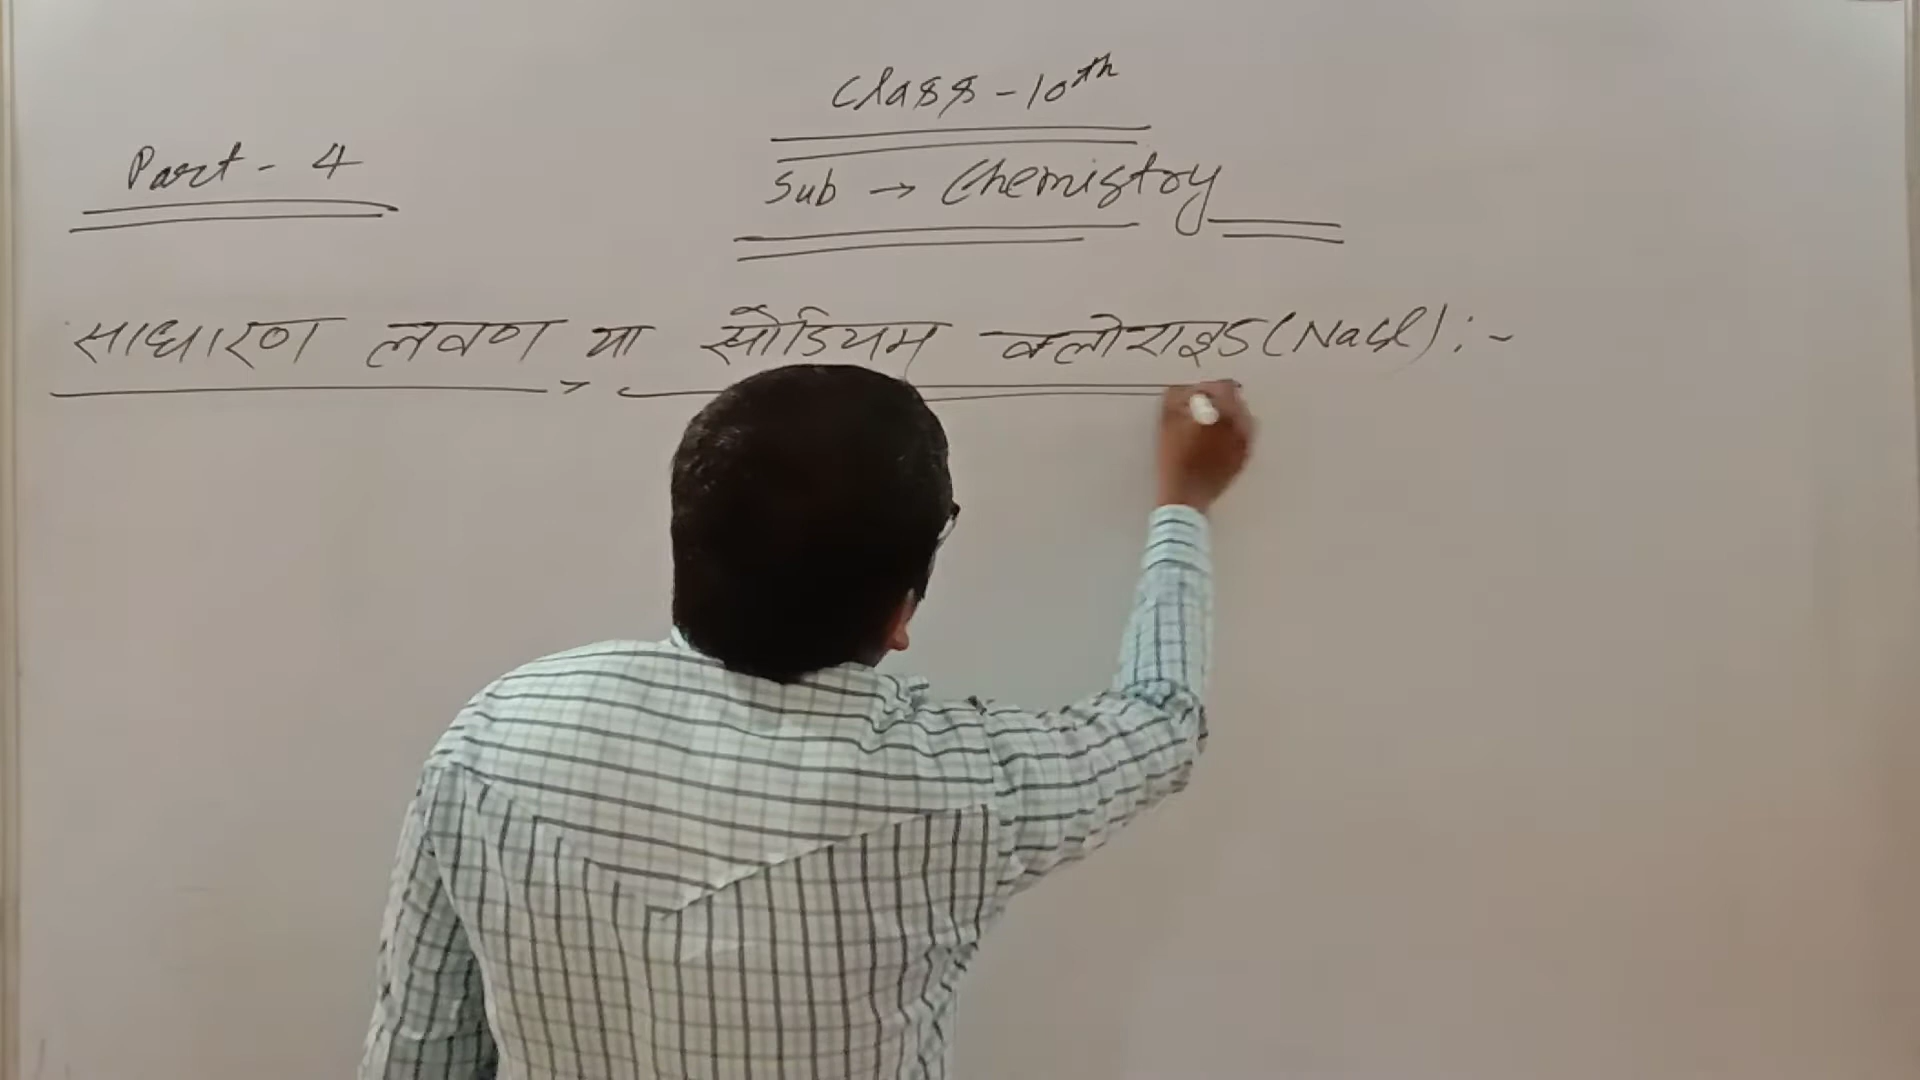 Class - 10th
Part - 4
Sub → Chemistry
साधारण लवण या सोडियम क्लोराइड (NaCl) :-